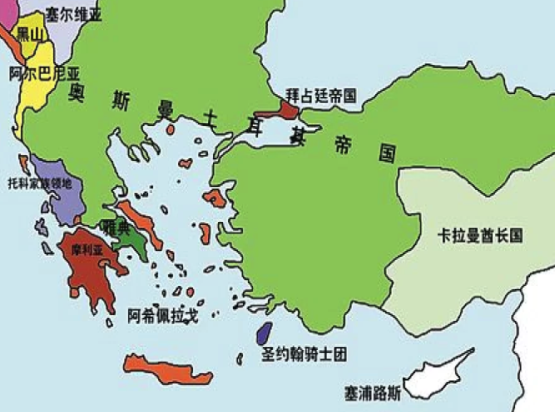 塞尔维亚
黑山
阿尔巴尼亚
奥斯曼土耳其帝国
拜占廷帝国
托科家族领地
雅典
摩利亚
卡拉曼酋长国
阿希佩拉戈
圣约翰骑士团
塞浦路斯